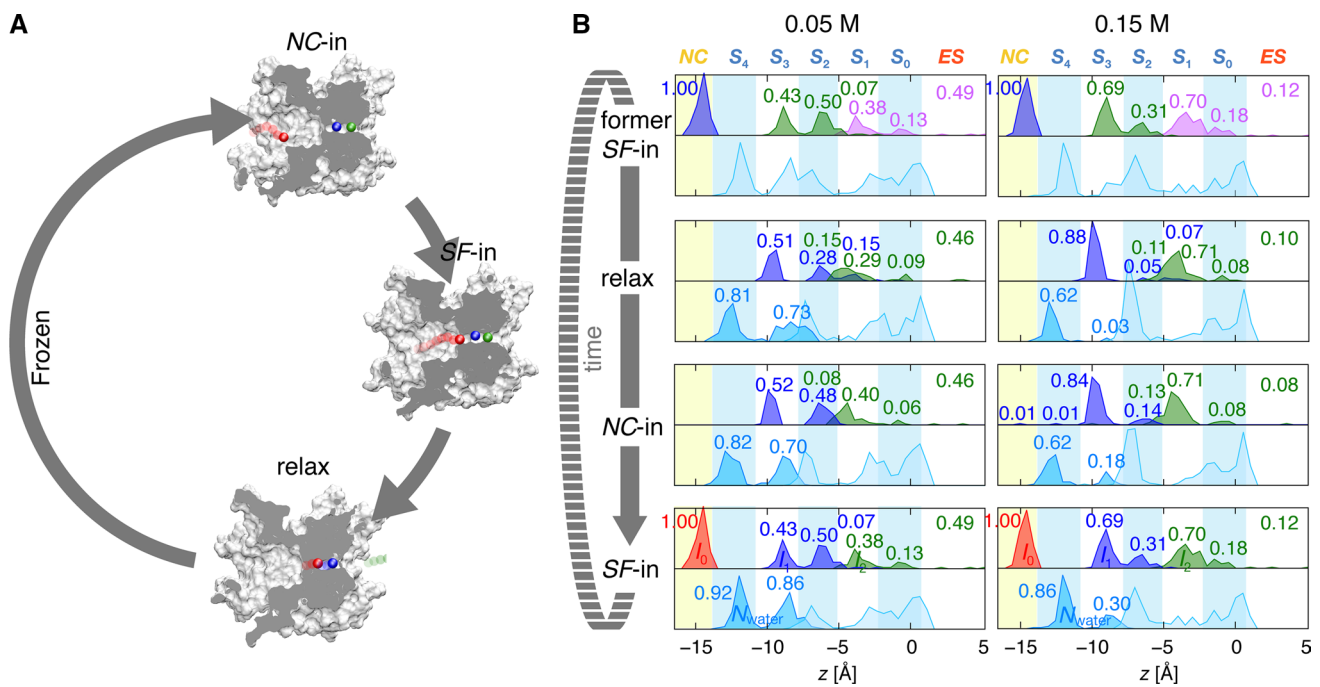 A
NC-in
SF-in
relax
Frozen
B
0.05 M
0.15 M
NC S4 S3 S2 S1 S0 ES
NC S4 S3 S2 S1 S0 ES
time
former
SF-in
relax
NC-in
SF-in
1.00 0.43 0.50 0.07 0.38 0.13 0.49
1.00 0.69 0.31 0.70 0.18 0.12
0.51 0.28 0.15 0.15 0.29 0.09 0.46
0.88 0.05 0.11 0.07 0.71 0.08 0.10
0.81 0.73
0.62 0.03
0.52 0.48 0.08 0.40 0.06 0.46
0.01 0.01 0.84 0.14 0.13 0.71 0.08 0.08
0.82 0.70
0.62 0.18
1.00 I0 0.43 I1 0.50 0.07 0.38 I2 0.13 0.49
1.00 I0 0.69 I1 0.31 0.70 I2 0.18 0.12
0.92 Nwater 0.86
0.86 Nwater 0.30
−15 −10 −5 0 5
−15 −10 −5 0 5
z [Å]
z [Å]